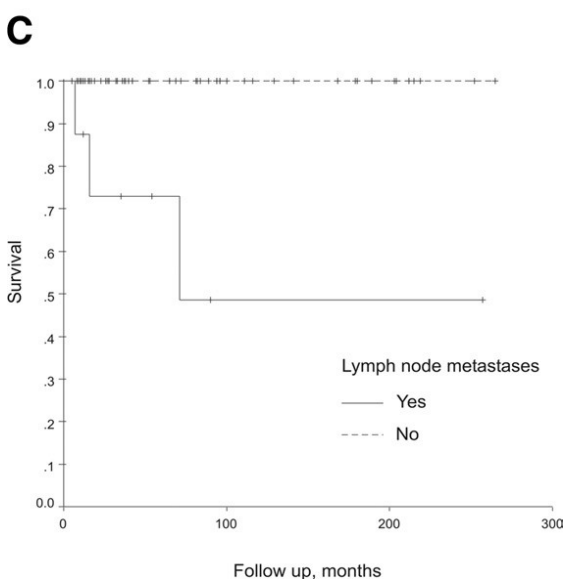 C
1.0
.9
.8
.7
.6
.5
.4
.3
.2
.1
0.0
Survival
Lymph node metastases
Yes
No
0 100 200 300
Follow up, months